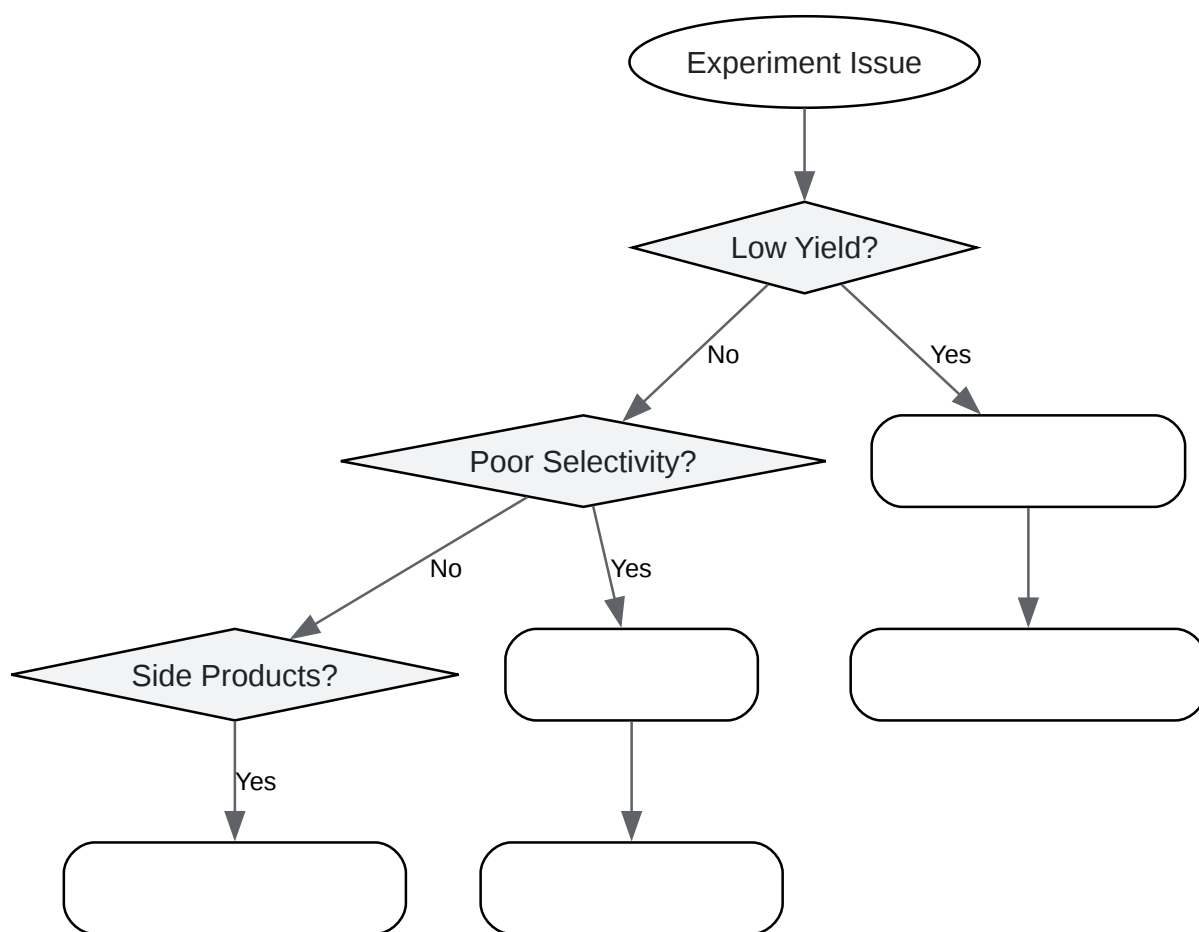 Experiment Issue
Low Yield?
No
Yes
Poor Selectivity?
No
Yes
Side Products?
Yes